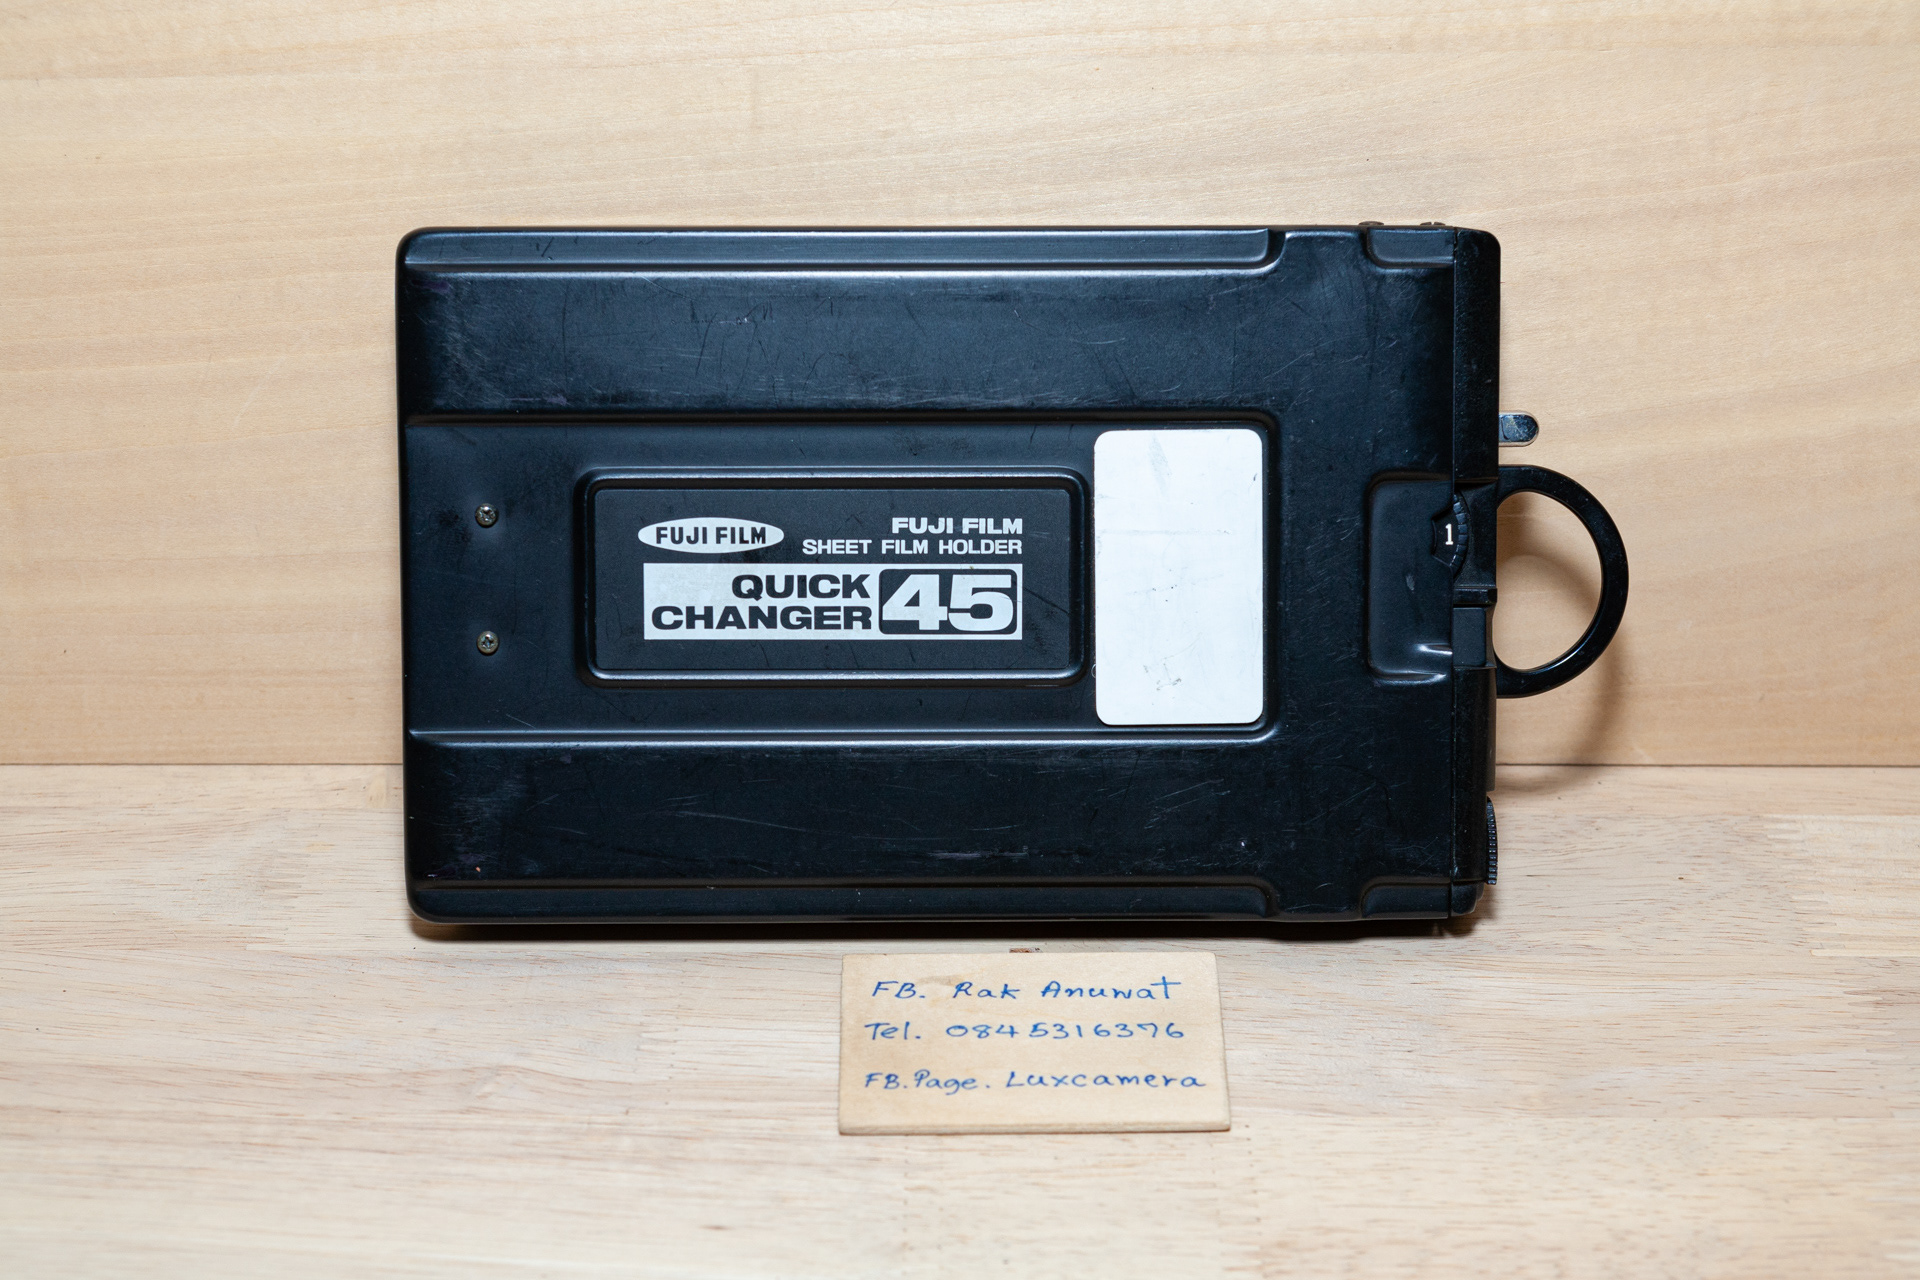 FUJI FILM
FUJI FILM
SHEET FILM HOLDER
QUICK
CHANGER 45
1
FB. Rak Anuwat
Tel. 0845316376
FB.Page. Luxcamera